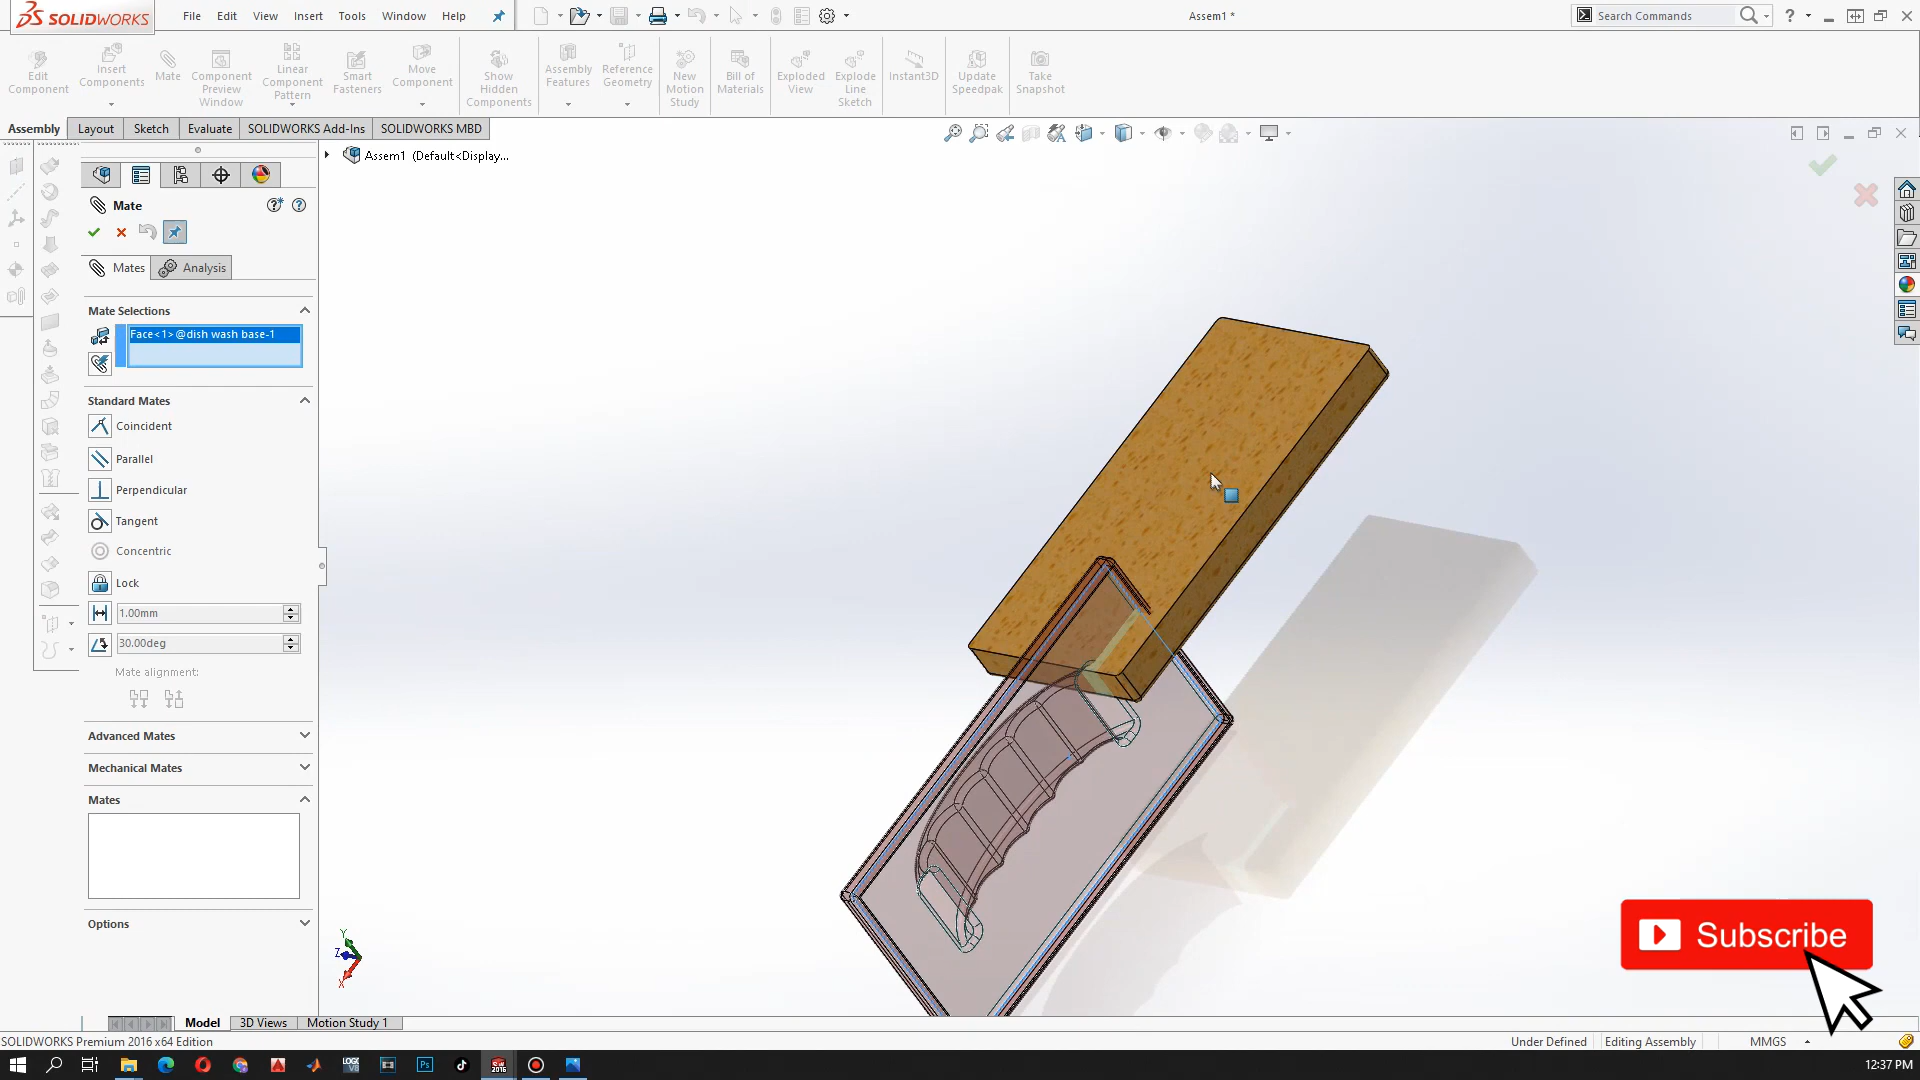 SOLIDWORKS
File Edit View Insert Tools Window Help
Assem1 *
Search Commands
Edit Component
Insert Components
Mate
Component Preview Window
Linear Component Pattern
Smart Fasteners
Move Component
Show Hidden Components
Assembly Features
Reference Geometry
New Motion Study
Bill of Materials
Exploded View
Explode Line Sketch
Instant3D
Update Speedpak
Take Snapshot
Assembly Layout Sketch Evaluate SOLIDWORKS Add-Ins SOLIDWORKS MBD
Assem1 (Default<Display...
Mate
Mates Analysis
Mate Selections
Face<1>@dish wash base-1
Standard Mates
Coincident
Parallel
Perpendicular
Tangent
Concentric
Lock
1.00mm
30.00deg
Mate alignment:
Advanced Mates
Mechanical Mates
Mates
Options
Y
Z
X
Subscribe
Model 3D Views Motion Study 1
SOLIDWORKS Premium 2016 x64 Edition
Under Defined Editing Assembly MMGS
12:37 PM